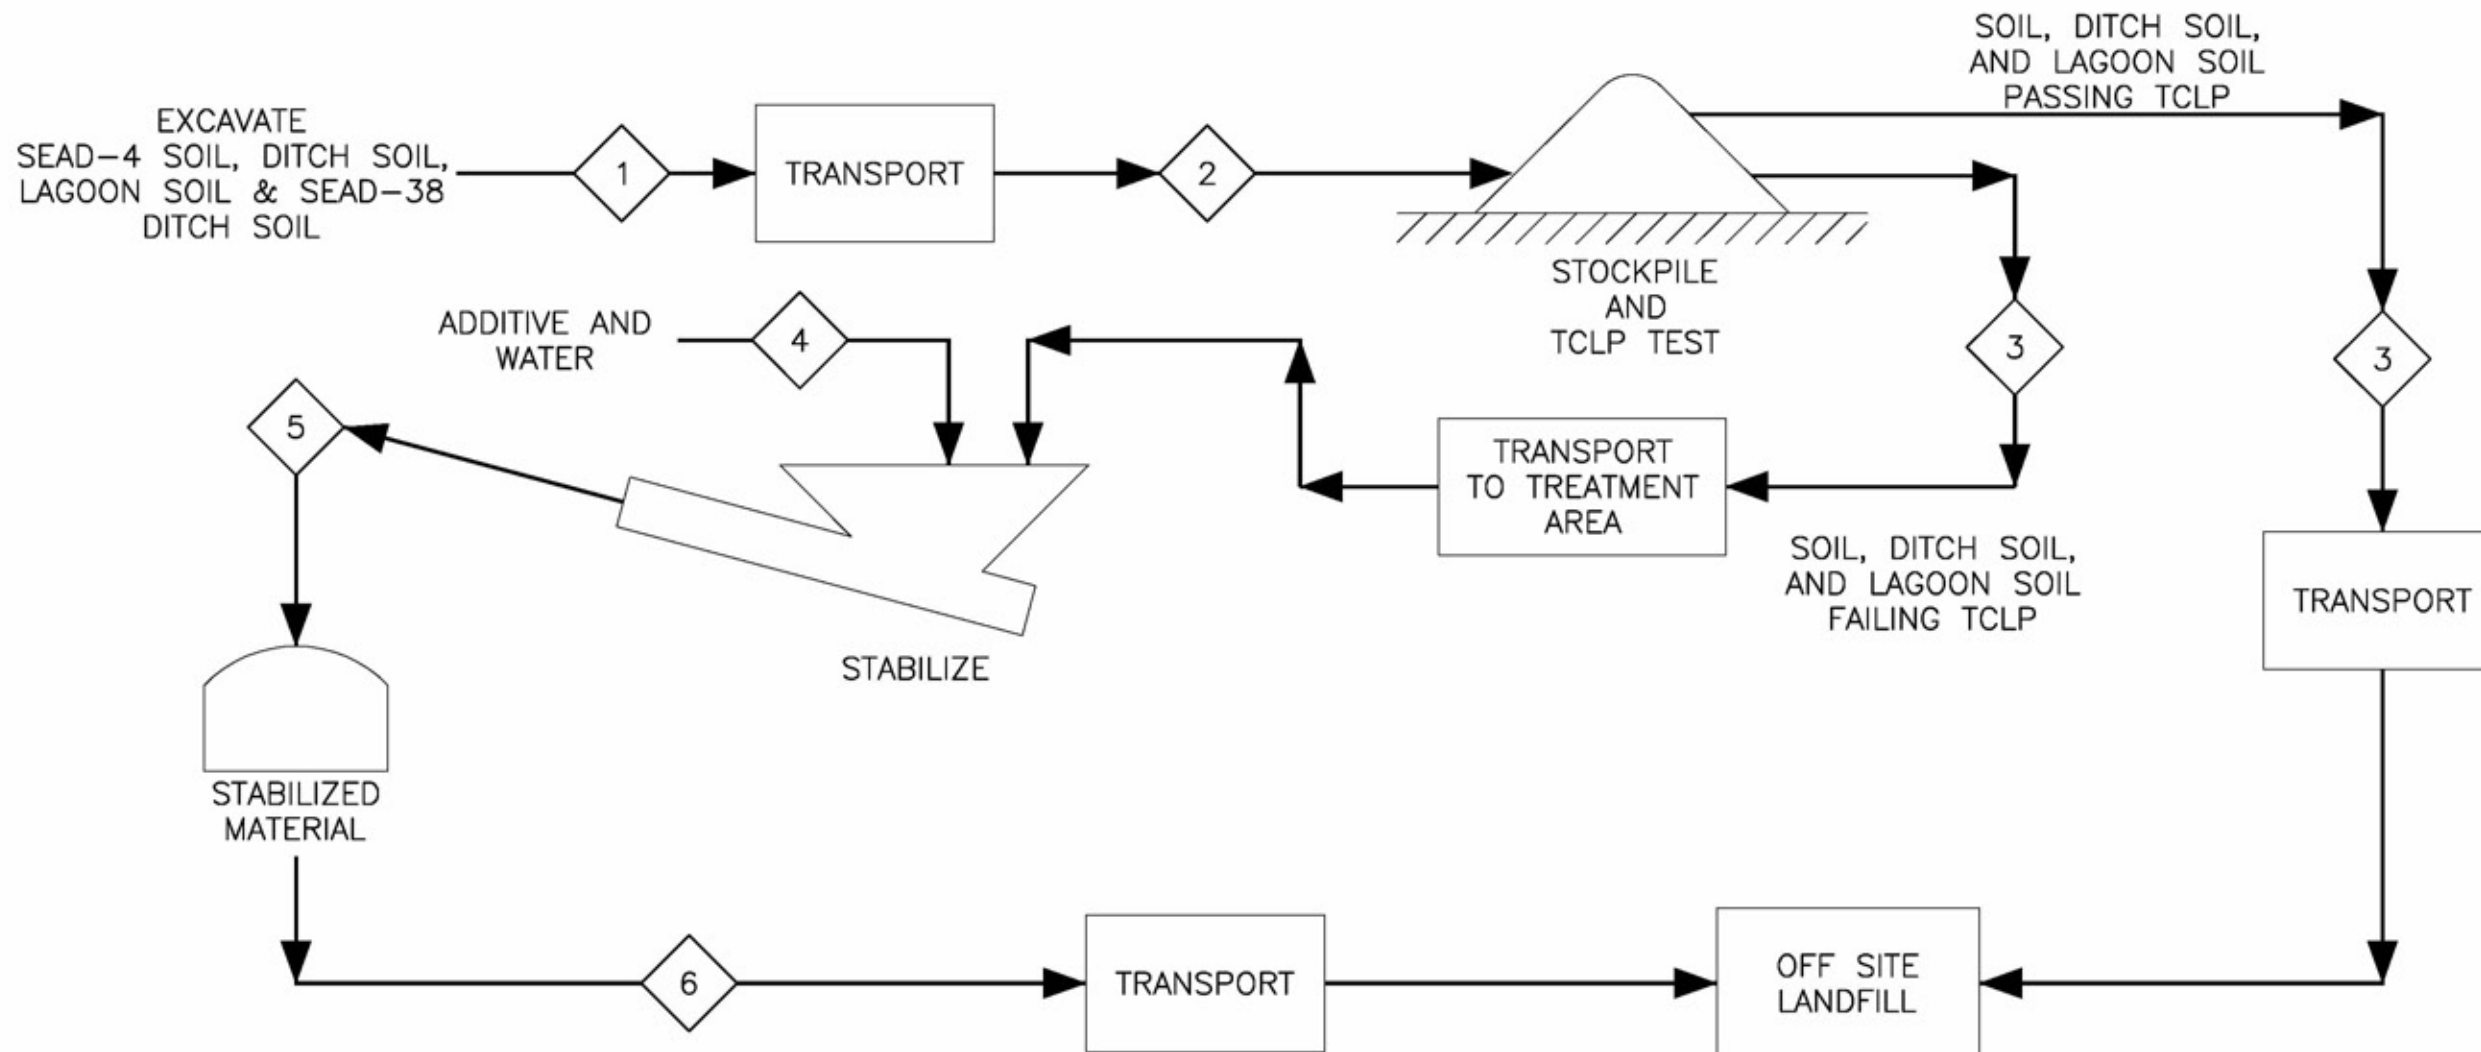 SOIL, DITCH SOIL,
AND LAGOON SOIL
PASSING TCLP
EXCAVATE
SEAD-4 SOIL, DITCH SOIL,
LAGOON SOIL & SEAD-38
DITCH SOIL
1
TRANSPORT
2
STOCKPILE
AND
TCLP TEST
ADDITIVE AND
WATER
4
3
3
5
TRANSPORT
TO TREATMENT
AREA
SOIL, DITCH SOIL,
AND LAGOON SOIL
FAILING TCLP
TRANSPORT
STABILIZE
STABILIZED
MATERIAL
6
TRANSPORT
OFF SITE
LANDFILL